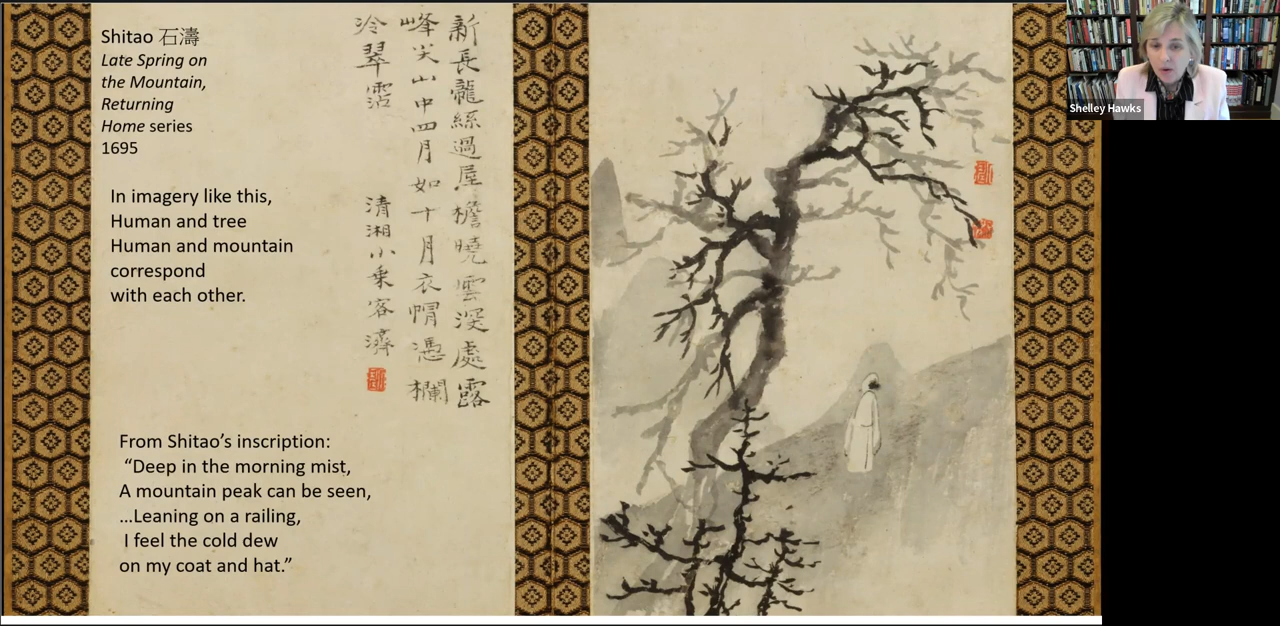 Shitao 石濤
Late Spring on
the Mountain,
Returning
Home series
1695
In imagery like this,
Human and tree
Human and mountain
correspond
with each other.
新長龍過屋檐曉雲深處露
峰尖山中四月如十月衣帽憑欄
冷翠霑
清湘小乘客濟
From Shitao's inscription:
"Deep in the morning mist,
A mountain peak can be seen,
…Leaning on a railing,
I feel the cold dew
on my coat and hat."
Shelley Hawks